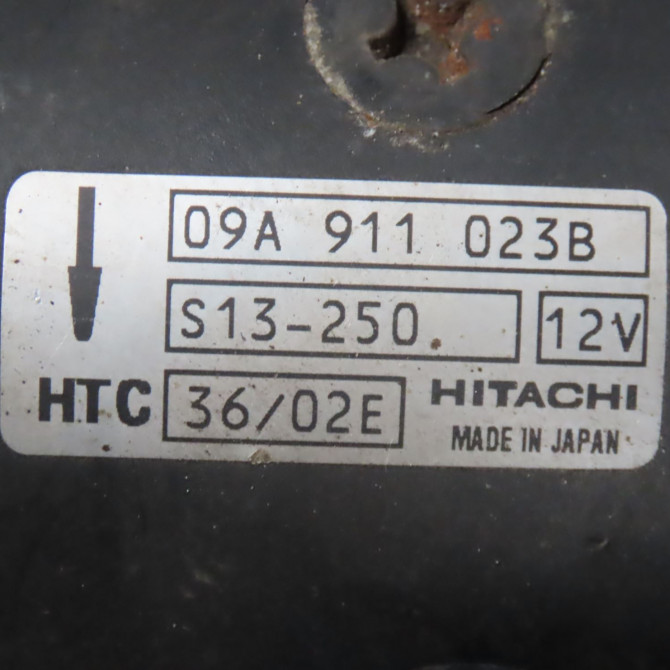 09A 911 023B
S13-250 12V
HTC 36/02E HITACHI
MADE IN JAPAN